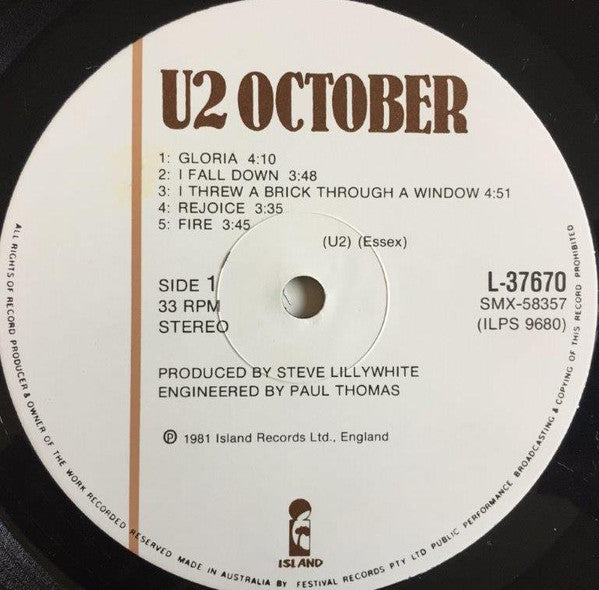 U2 OCTOBER
1: GLORIA 4:10
2: I FALL DOWN 3:48
3: I THREW A BRICK THROUGH A WINDOW 4:51
4: REJOICE 3:35
5: FIRE 3:45
(U2) (Essex)
SIDE 1
33 RPM
STEREO
L-37670
SMX-58357
(ILPS 9680)
PRODUCED BY STEVE LILLYWHITE
ENGINEERED BY PAUL THOMAS
℗ 1981 Island Records Ltd., England
ISLAND
ALL RIGHTS OF RECORD PRODUCER & OWNER OF THE WORK RECORDED RESERVED MADE IN AUSTRALIA BY FESTIVAL RECORDS PTY LTD PUBLIC PERFORMANCE BROADCASTING & COPYING OF THIS RECORD PROHIBITED